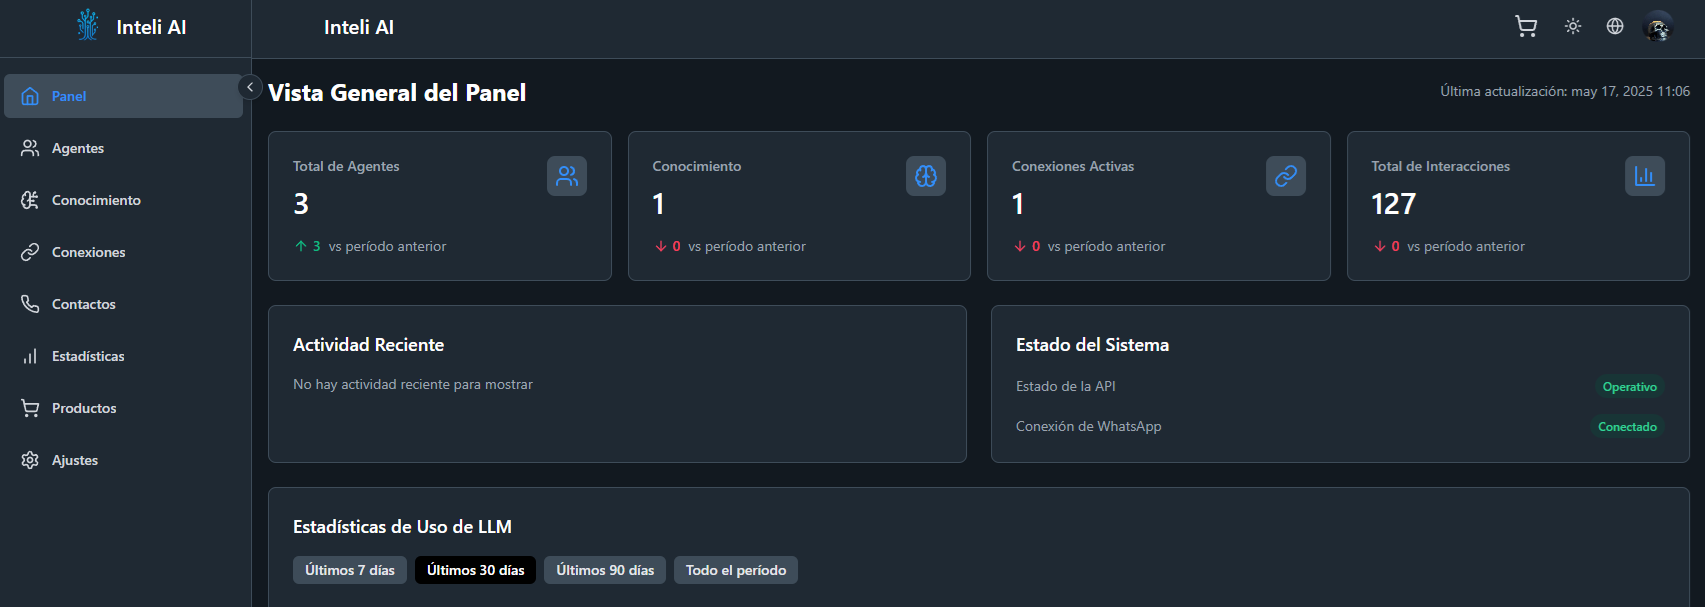 Inteli AI
Inteli AI
Panel
Agentes
Conocimiento
Conexiones
Contactos
Estadísticas
Productos
Ajustes
Vista General del Panel
Última actualización: may 17, 2025 11:06
Total de Agentes
3
↑ 3 vs período anterior
Conocimiento
1
↓ 0 vs período anterior
Conexiones Activas
1
↓ 0 vs período anterior
Total de Interacciones
127
↓ 0 vs período anterior
Actividad Reciente
No hay actividad reciente para mostrar
Estado del Sistema
Estado de la API Operativo
Conexión de WhatsApp Conectado
Estadísticas de Uso de LLM
Últimos 7 días Últimos 30 días Últimos 90 días Todo el período